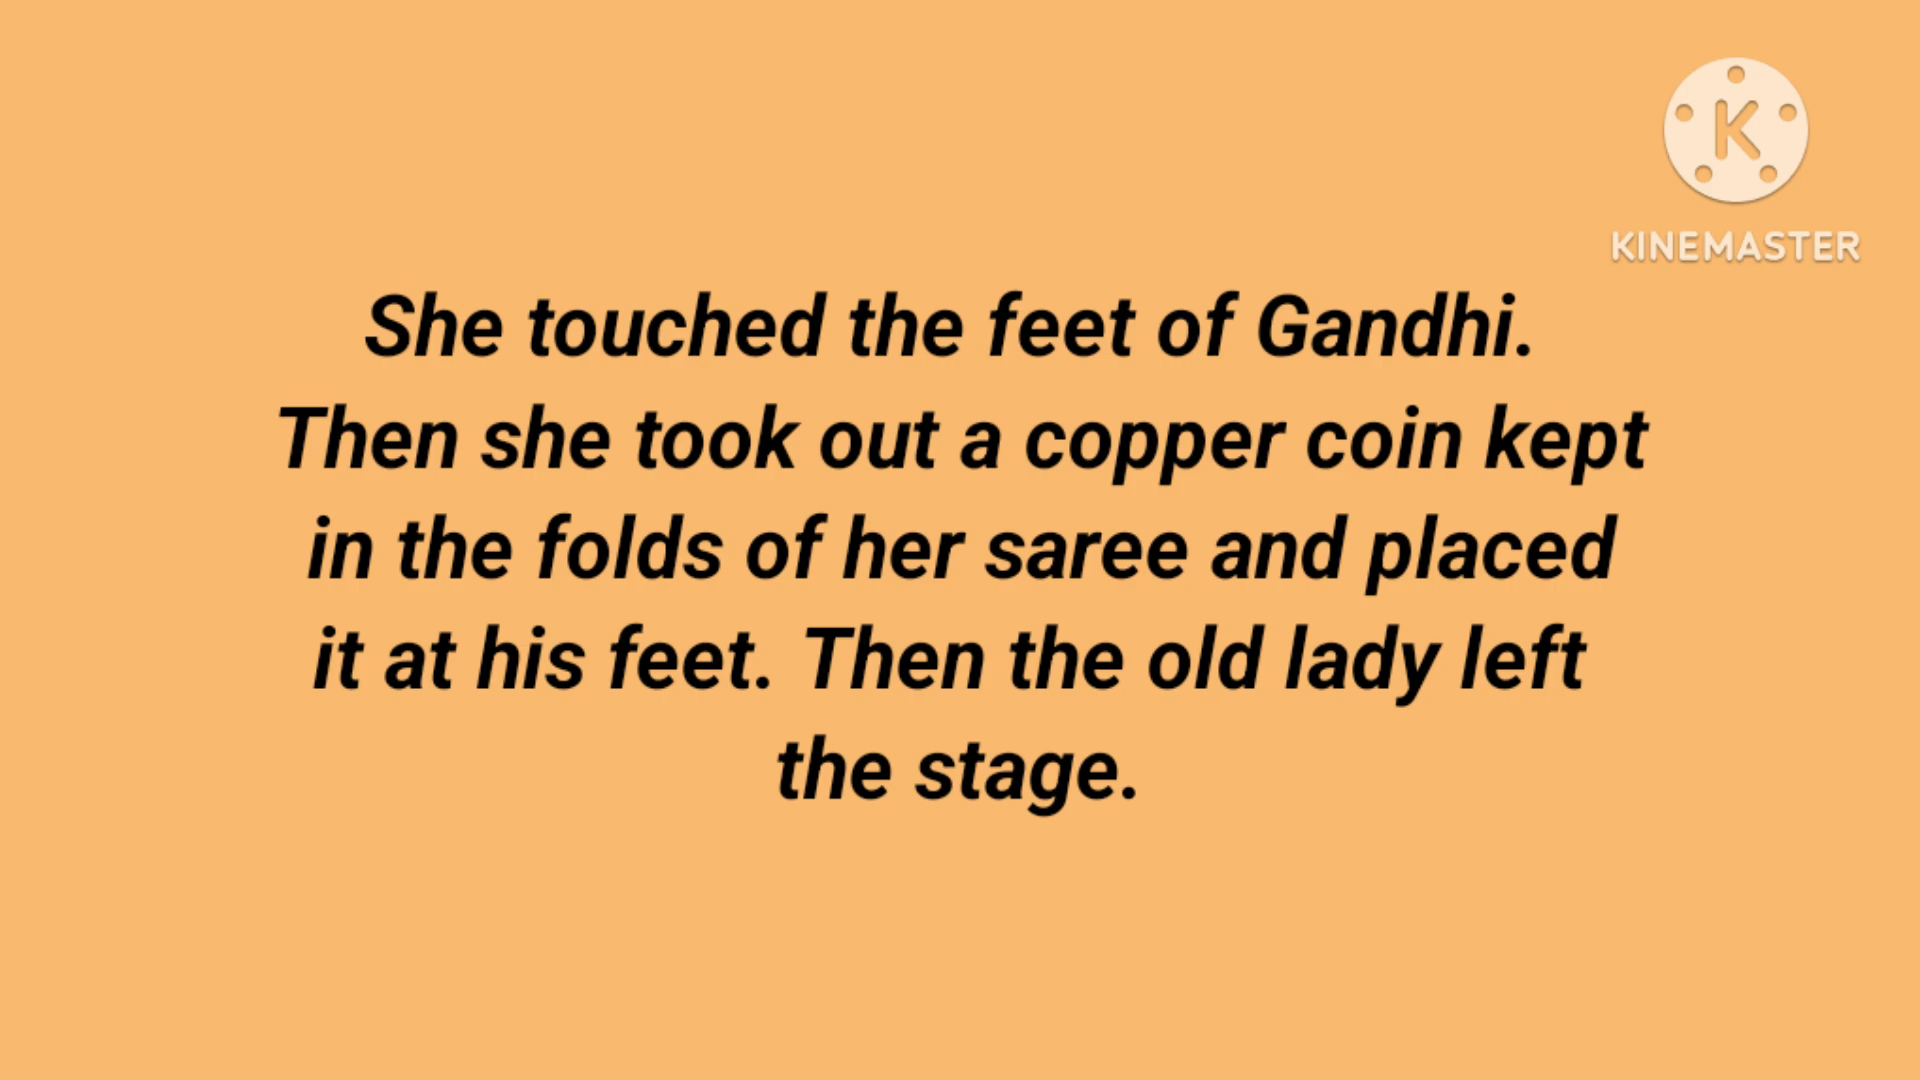 K
KINEMASTER
She touched the feet of Gandhi.
Then she took out a copper coin kept
in the folds of her saree and placed
it at his feet. Then the old lady left
the stage.